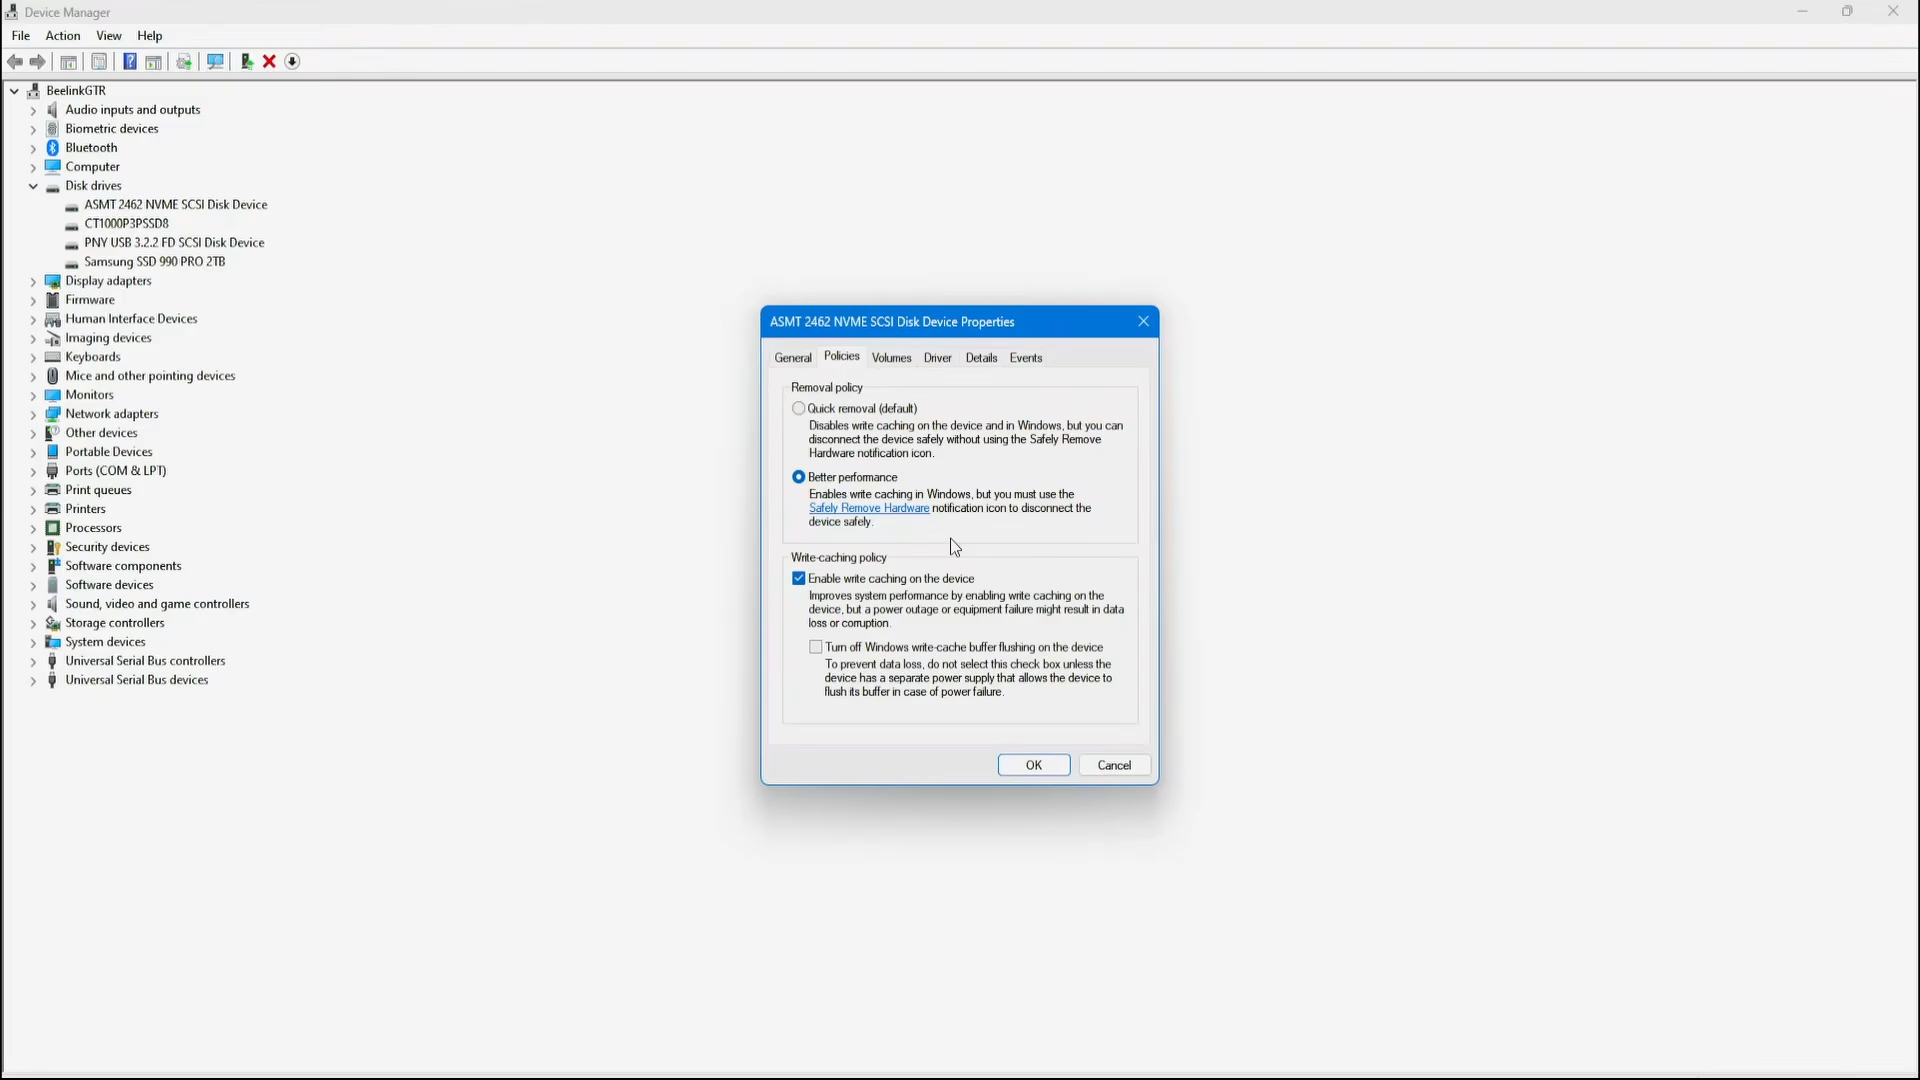 Device Manager
File Action View Help
BeelinkGTR
Audio inputs and outputs
Biometric devices
Bluetooth
Computer
Disk drives
ASMT 2462 NVME SCSI Disk Device
CT1000P3PSSD8
PNY USB 3.2.2 FD SCSI Disk Device
Samsung SSD 990 PRO 2TB
Display adapters
Firmware
Human Interface Devices
Imaging devices
Keyboards
Mice and other pointing devices
Monitors
Network adapters
Other devices
Portable Devices
Ports (COM & LPT)
Print queues
Printers
Processors
Security devices
Software components
Software devices
Sound, video and game controllers
Storage controllers
System devices
Universal Serial Bus controllers
Universal Serial Bus devices
ASMT 2462 NVME SCSI Disk Device Properties
General Policies Volumes Driver Details Events
Removal policy
Quick removal (default)
Disables write caching on the device and in Windows, but you can
disconnect the device safely without using the Safely Remove
Hardware notification icon.
Better performance
Enables write caching in Windows, but you must use the
Safely Remove Hardware notification icon to disconnect the
device safely.
Write-caching policy
Enable write caching on the device
Improves system performance by enabling write caching on the
device, but a power outage or equipment failure might result in data
loss or corruption.
Turn off Windows write-cache buffer flushing on the device
To prevent data loss, do not select this check box unless the
device has a separate power supply that allows the device to
flush its buffer in case of power failure.
OK Cancel